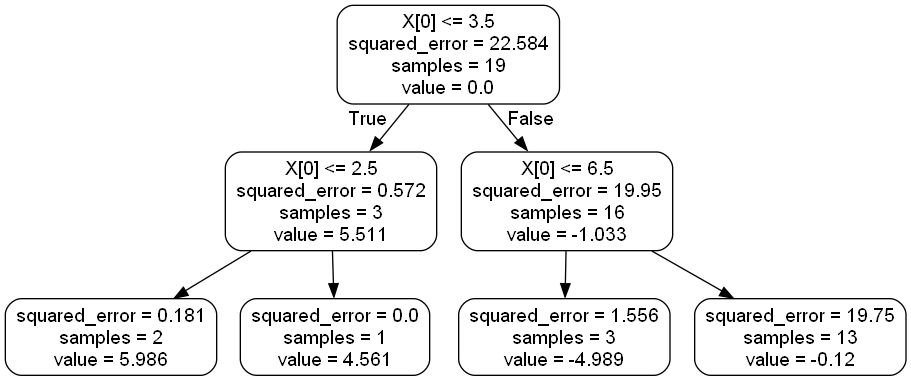 X[0] <= 3.5
squared_error = 22.584
samples = 19
value = 0.0
True
False
X[0] <= 2.5
squared_error = 0.572
samples = 3
value = 5.511
X[0] <= 6.5
squared_error = 19.95
samples = 16
value = -1.033
squared_error = 0.181
samples = 2
value = 5.986
squared_error = 0.0
samples = 1
value = 4.561
squared_error = 1.556
samples = 3
value = -4.989
squared_error = 19.75
samples = 13
value = -0.12